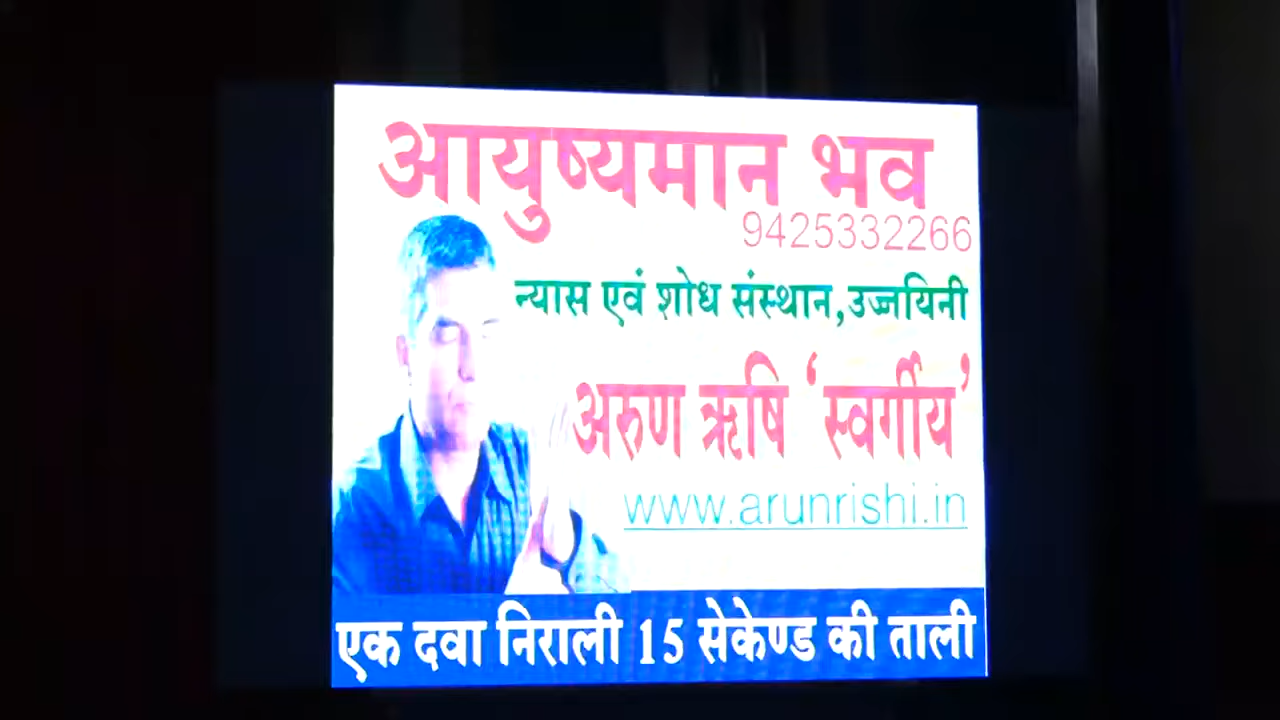 आयुष्यमान भव
9425332266
न्यास एवं शोध संस्थान,उज्जयिनी
अरुण ऋषि ‘स्वर्गीय’
www.arunrishi.in
एक दवा निराली 15 सेकेण्ड की ताली